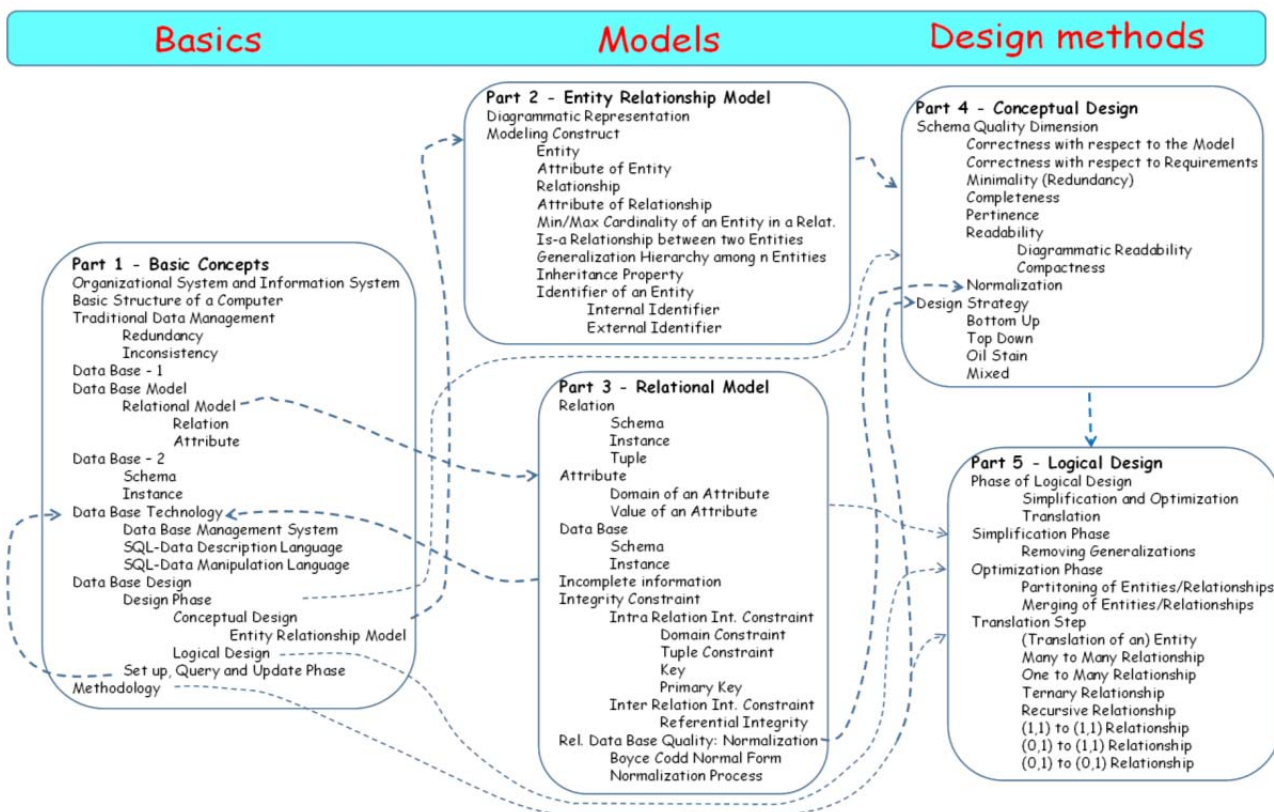 Basics
Models
Design methods
Part 1 - Basic Concepts
Organizational System and Information System
Basic Structure of a Computer
Traditional Data Management
Redundancy
Inconsistency
Data Base - 1
Data Base Model
Relational Model
Relation
Attribute
Data Base - 2
Schema
Instance
Data Base Technology
Data Base Management System
SQL-Data Description Language
SQL-Data Manipulation Language
Data Base Design
Design Phase
Conceptual Design
Entity Relationship Model
Logical Design
Set up, Query and Update Phase
Methodology
Part 2 - Entity Relationship Model
Diagrammatic Representation
Modeling Construct
Entity
Attribute of Entity
Relationship
Attribute of Relationship
Min/Max Cardinality of an Entity in a Relat.
Is-a Relationship between two Entities
Generalization Hierarchy among n Entities
Inheritance Property
Identifier of an Entity
Internal Identifier
External Identifier
Part 3 - Relational Model
Relation
Schema
Instance
Tuple
Attribute
Domain of an Attribute
Value of an Attribute
Data Base
Schema
Instance
Incomplete information
Integrity Constraint
Intra Relation Int. Constraint
Domain Constraint
Tuple Constraint
Key
Primary Key
Inter Relation Int. Constraint
Referential Integrity
Rel. Data Base Quality: Normalization
Boyce Codd Normal Form
Normalization Process
Part 4 - Conceptual Design
Schema Quality Dimension
Correctness with respect to the Model
Correctness with respect to Requirements
Minimality (Redundancy)
Completeness
Pertinence
Readability
Diagrammatic Readability
Compactness
Normalization
Design Strategy
Bottom Up
Top Down
Oil Stain
Mixed
Part 5 - Logical Design
Phase of Logical Design
Simplification and Optimization
Translation
Simplification Phase
Removing Generalizations
Optimization Phase
Partitoning of Entities/Relationships
Merging of Entities/Relationships
Translation Step
(Translation of an) Entity
Many to Many Relationship
One to Many Relationship
Ternary Relationship
Recursive Relationship
(1,1) to (1,1) Relationship
(0,1) to (1,1) Relationship
(0,1) to (0,1) Relationship